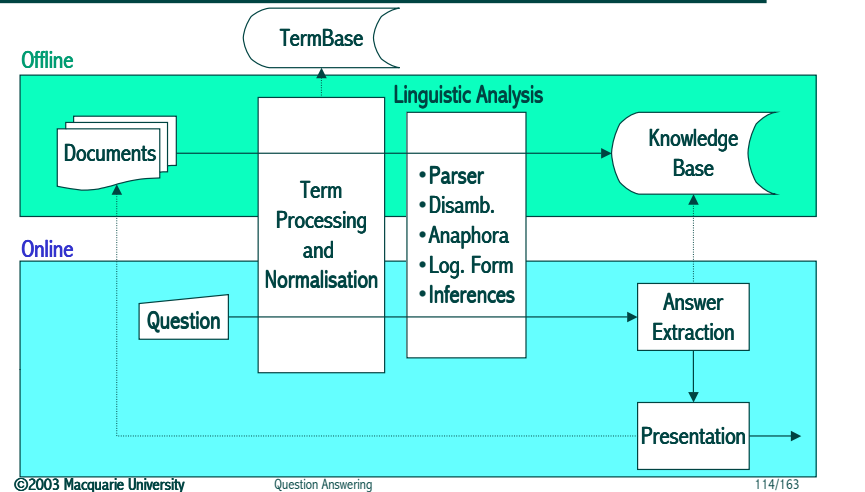 TermBase
Offline
Linguistic Analysis
Documents
Knowledge
Base
Term
Processing
and
Normalisation
•Parser
•Disamb.
•Anaphora
•Log. Form
•Inferences
Online
Question
Answer
Extraction
Presentation
©2003 Macquarie University
Question Answering
114/163